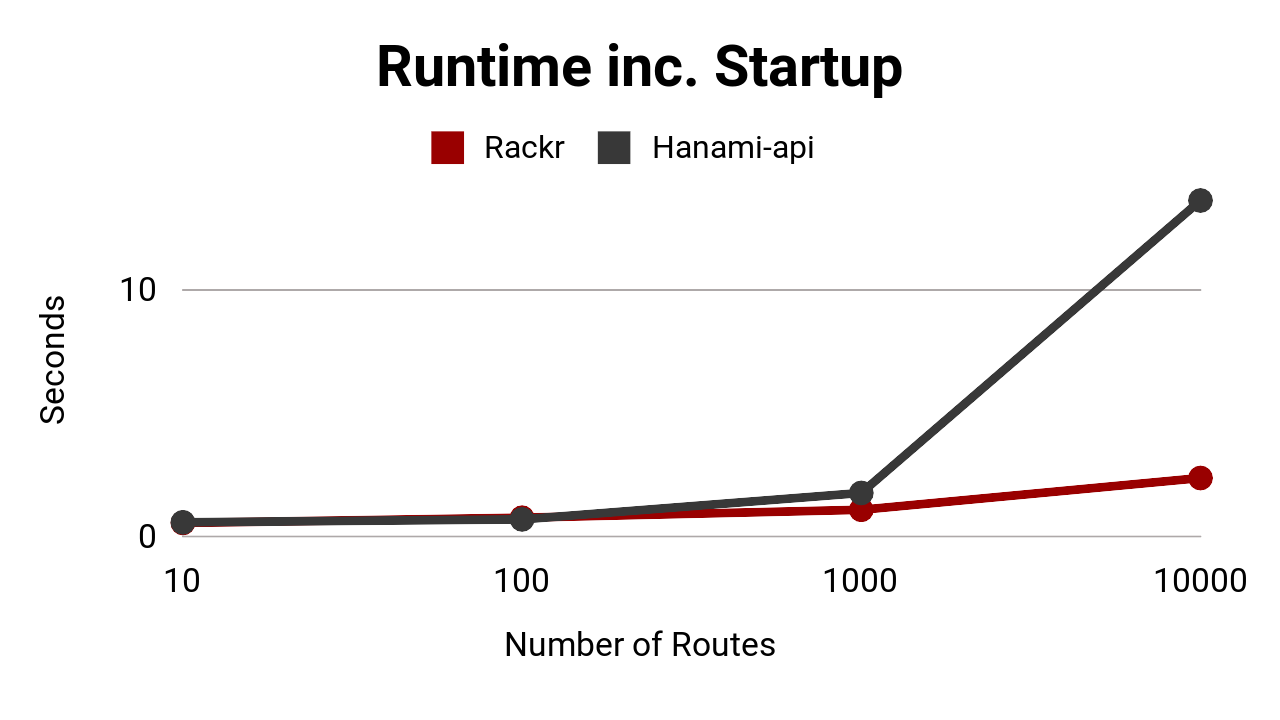 Runtime inc. Startup
Rackr Hanami-api
Seconds
10
0
10 100 1000 10000
Number of Routes